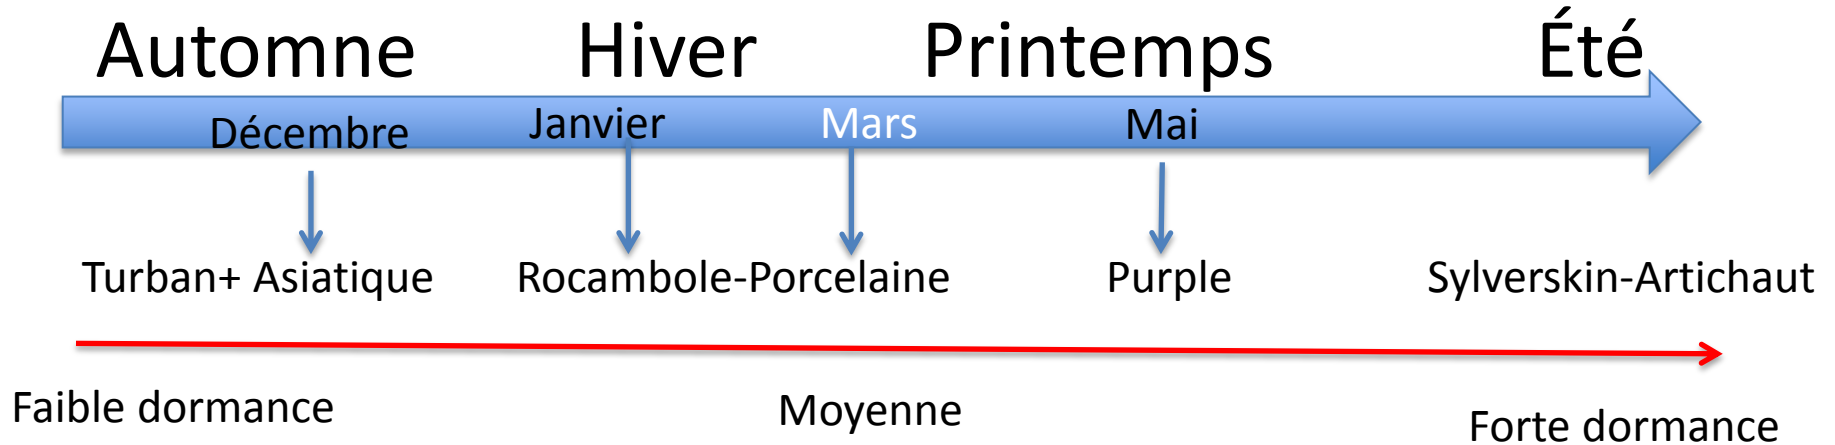 Automne Hiver Printemps Été
Décembre Janvier Mars Mai
Turban+ Asiatique Rocambole-Porcelaine Purple Sylverskin-Artichaut
Faible dormance Moyenne Forte dormance